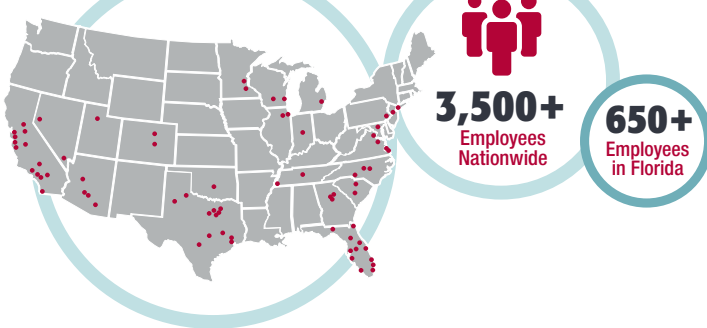 3,500+
Employees
Nationwide
650+
Employees
in Florida